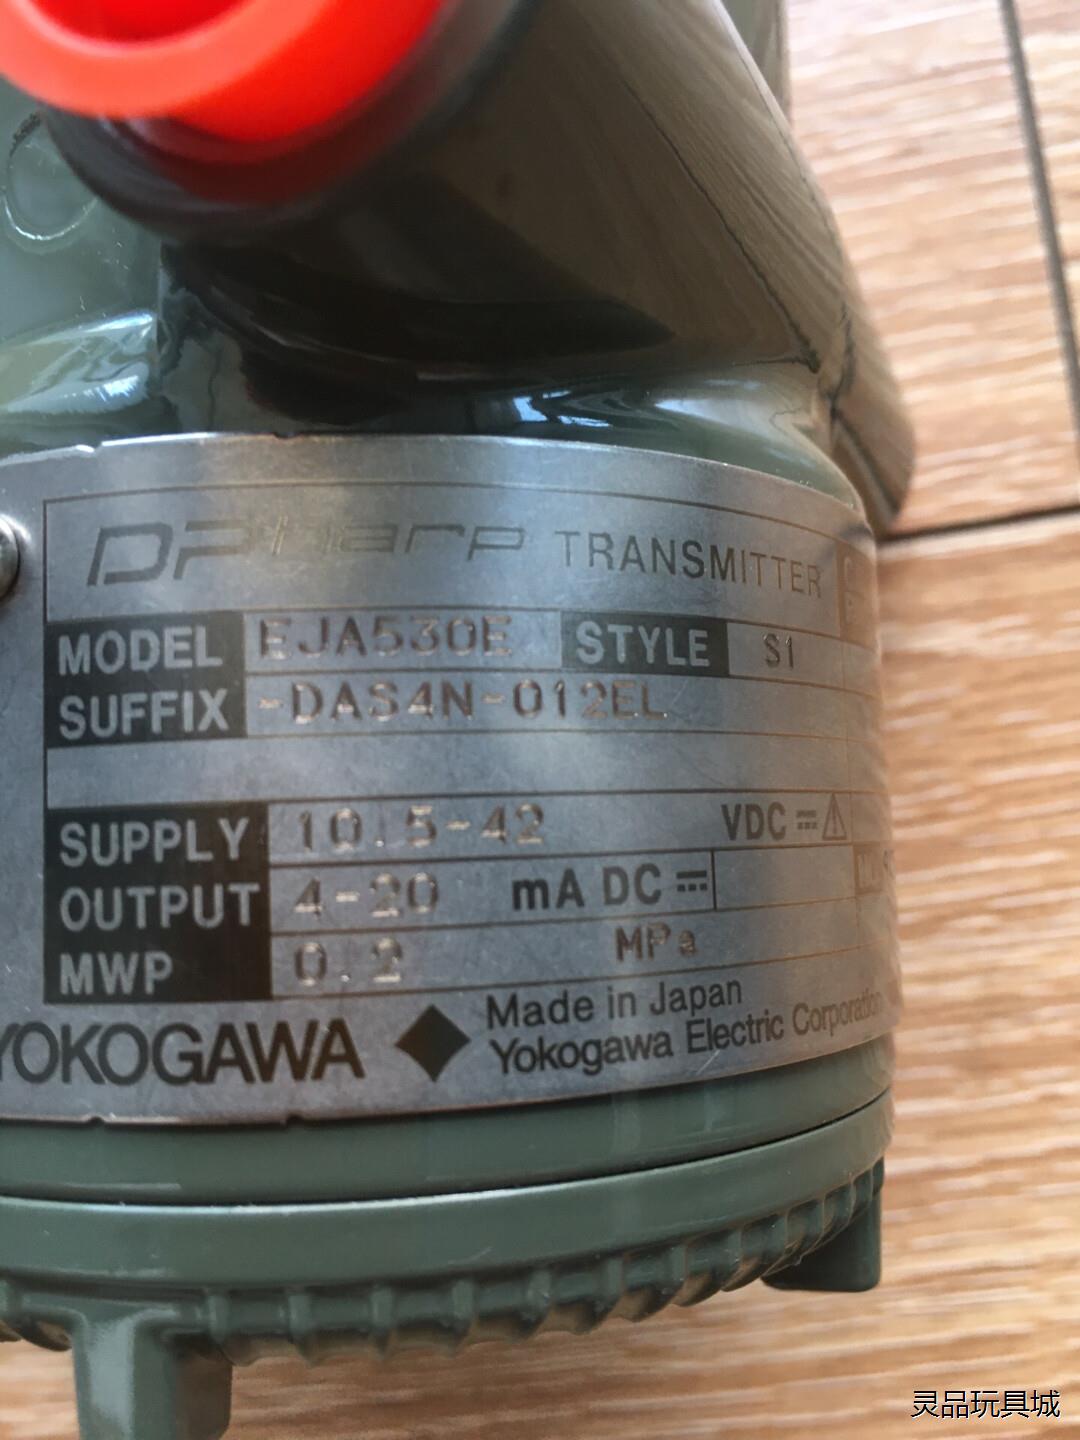 DPharp TRANSMITTER
MODEL EJA530E STYLE S1
SUFFIX -DAS4N-012EL
SUPPLY 10.5-42 VDC
OUTPUT 4-20 mA DC
MWP 0.2 MPa
YOKOGAWA Made in Japan
Yokogawa Electric Corporation
灵品玩具城